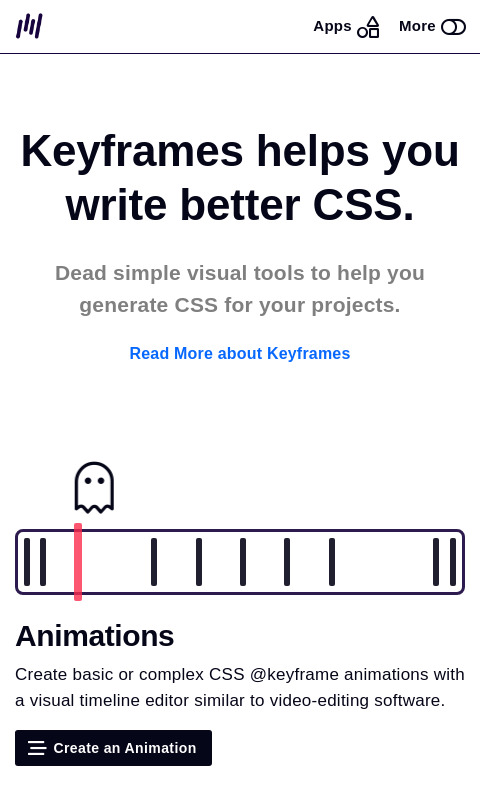 Apps More
Keyframes helps you
write better CSS.
Dead simple visual tools to help you
generate CSS for your projects.
Read More about Keyframes
Animations
Create basic or complex CSS @keyframe animations with
a visual timeline editor similar to video-editing software.
Create an Animation